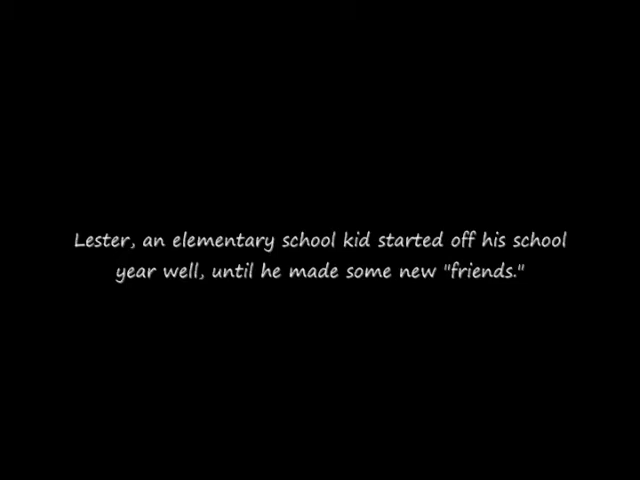 Lester, an elementary school kid started off his school
year well, until he made some new "friends."